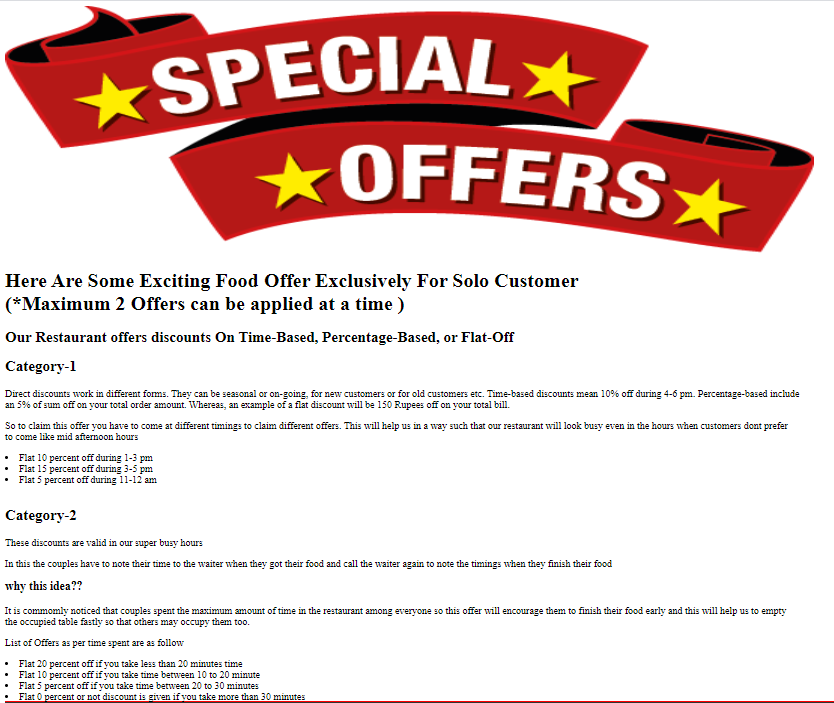 SPECIAL
OFFERS
Here Are Some Exciting Food Offer Exclusively For Solo Customer
(*Maximum 2 Offers can be applied at a time )
Our Restaurant offers discounts On Time-Based, Percentage-Based, or Flat-Off
Category-1
Direct discounts work in different forms. They can be seasonal or on-going, for new customers or for old customers etc. Time-based discounts mean 10% off during 4-6 pm. Percentage-based include
an 5% of sum off on your total order amount. Whereas, an example of a flat discount will be 150 Rupees off on your total bill.
So to claim this offer you have to come at different timings to claim different offers. This will help us in a way such that our restaurant will look busy even in the hours when customers dont prefer
to come like mid afternoon hours
• Flat 10 percent off during 1-3 pm
• Flat 15 percent off during 3-5 pm
• Flat 5 percent off during 11-12 am
Category-2
These discounts are valid in our super busy hours
In this the couples have to note their time to the waiter when they got their food and call the waiter again to note the timings when they finish their food
why this idea??
It is commomly noticed that couples spent the maximum amount of time in the restaurant among everyone so this offer will encourage them to finish their food early and this will help us to empty
the occupied table fastly so that others may occupy them too.
List of Offers as per time spent are as follow
• Flat 20 percent off if you take less than 20 minutes time
• Flat 10 percent off if you take time between 10 to 20 minute
• Flat 5 percent off if you take time between 20 to 30 minutes
• Flat 0 percent or not discount is given if you take more than 30 minutes